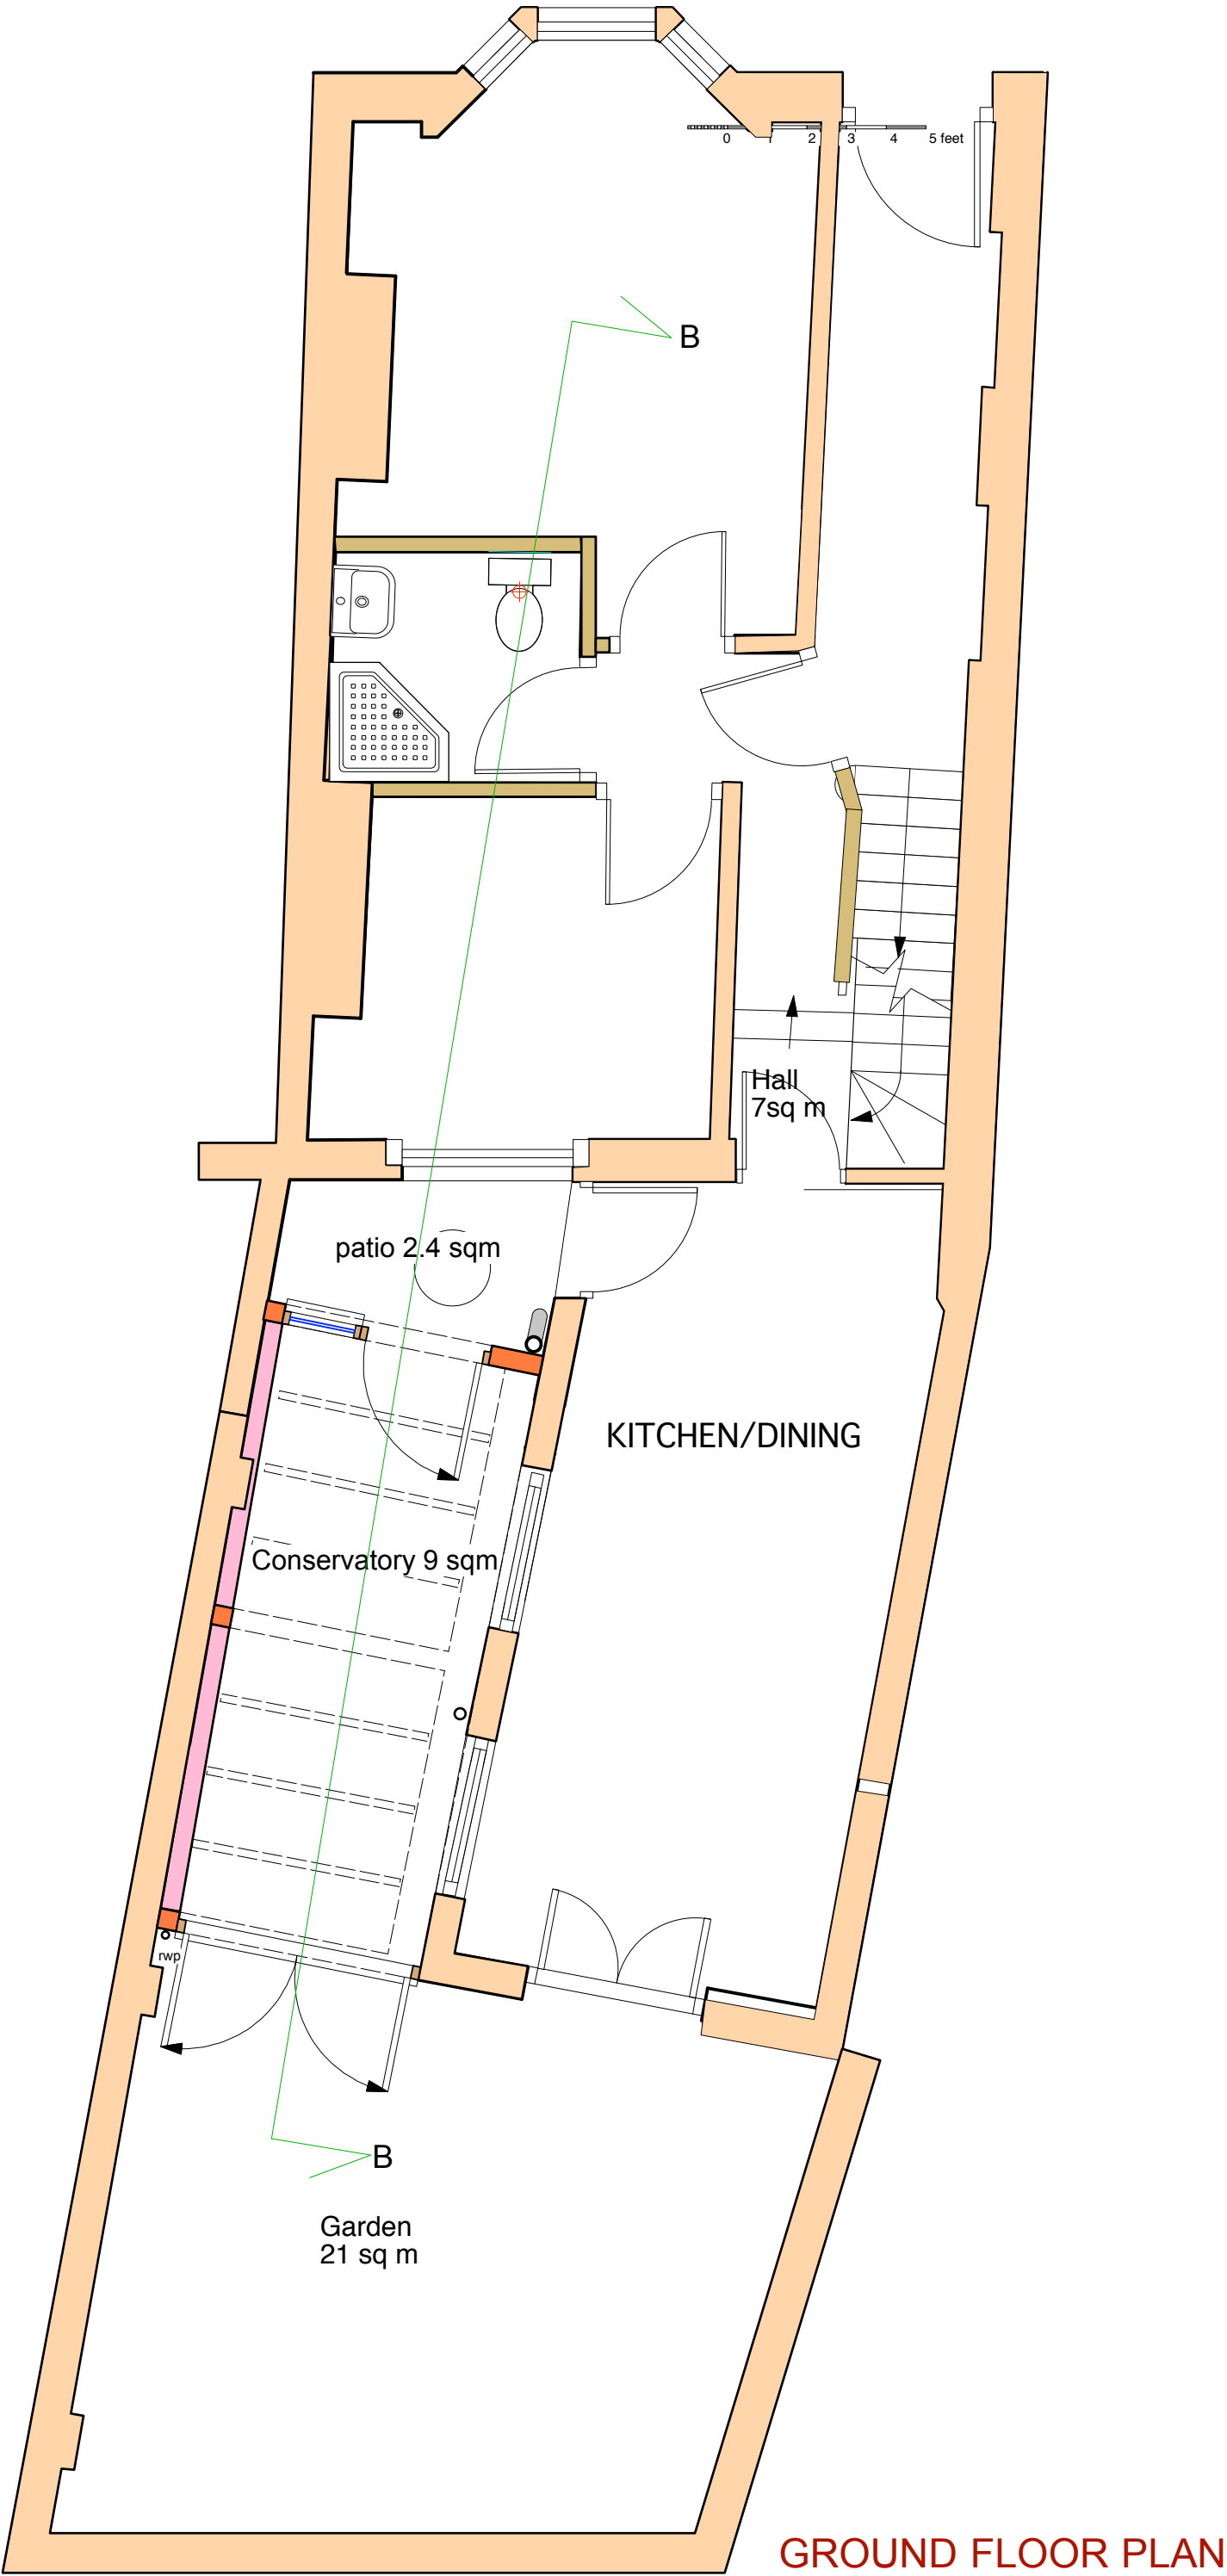 0 1 2 3 4 5 feet
B
Hall
7sq m
patio 2.4 sqm
KITCHEN/DINING
Conservatory 9 sqm
rwp
B
Garden
21 sq m
GROUND FLOOR PLAN